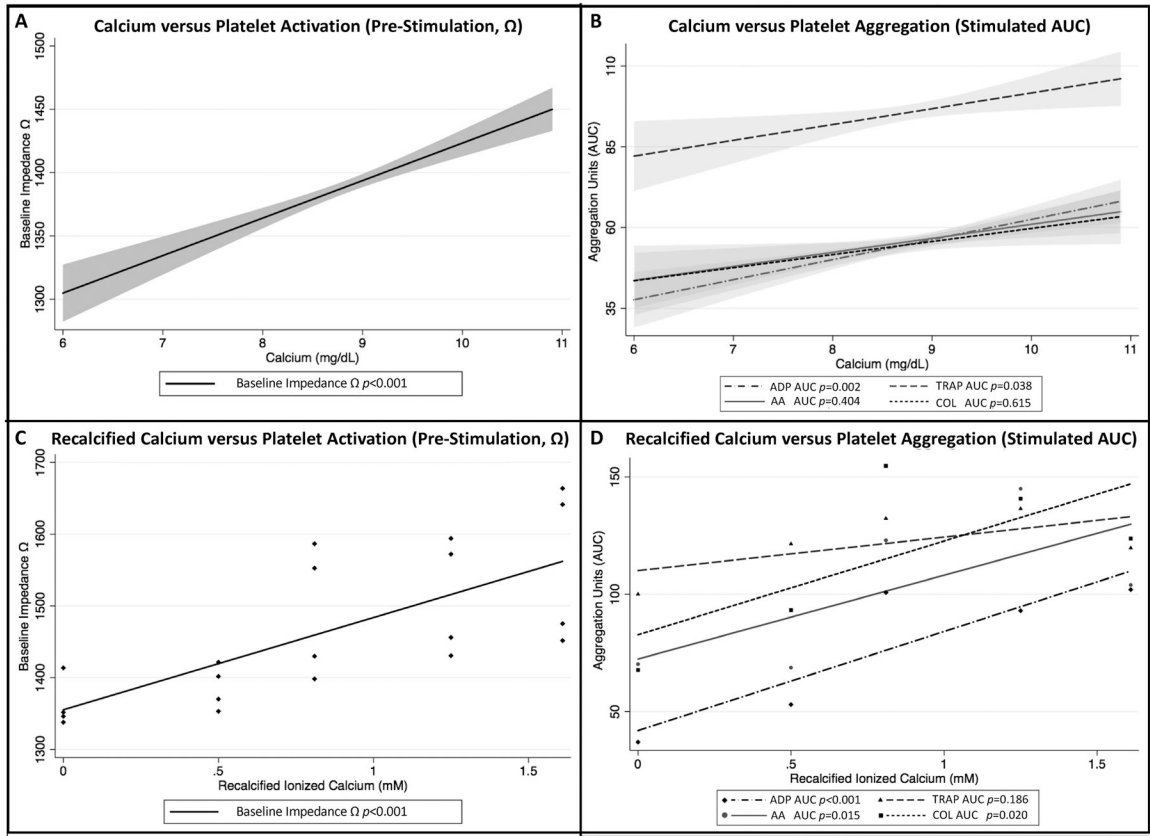 A
Calcium versus Platelet Activation (Pre-Stimulation, Ω)
Baseline Impedance Ω
1500
1450
1400
1350
1300
6 7 8 9 10 11
Calcium (mg/dL)
Baseline Impedance Ω p<0.001
B
Calcium versus Platelet Aggregation (Stimulated AUC)
Aggregation Units (AUC)
110
85
60
35
6 7 8 9 10 11
Calcium (mg/dL)
ADP AUC p=0.002 TRAP AUC p=0.038
AA AUC p=0.404 COL AUC p=0.615
C
Recalcified Calcium versus Platelet Activation (Pre-Stimulation, Ω)
Baseline Impedance Ω
1700
1600
1500
1400
1300
0 .5 1 1.5
Recalcified Ionized Calcium (mM)
Baseline Impedance Ω p<0.001
D
Recalcified Calcium versus Platelet Aggregation (Stimulated AUC)
Aggregation Units (AUC)
150
100
50
0 .5 1 1.5
Recalcified Ionized Calcium (mM)
ADP AUC p<0.001 TRAP AUC p=0.186
AA AUC p=0.015 COL AUC p=0.020